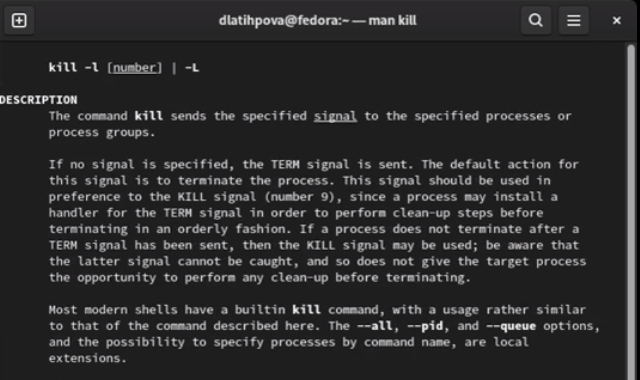 dlatihpova@fedora:~ — man kill
kill -l [number] | -L
DESCRIPTION
The command kill sends the specified signal to the specified processes or
process groups.
If no signal is specified, the TERM signal is sent. The default action for
this signal is to terminate the process. This signal should be used in
preference to the KILL signal (number 9), since a process may install a
handler for the TERM signal in order to perform clean-up steps before
terminating in an orderly fashion. If a process does not terminate after a
TERM signal has been sent, then the KILL signal may be used; be aware that
the latter signal cannot be caught, and so does not give the target process
the opportunity to perform any clean-up before terminating.
Most modern shells have a builtin kill command, with a usage rather similar
to that of the command described here. The --all, --pid, and --queue options,
and the possibility to specify processes by command name, are local
extensions.